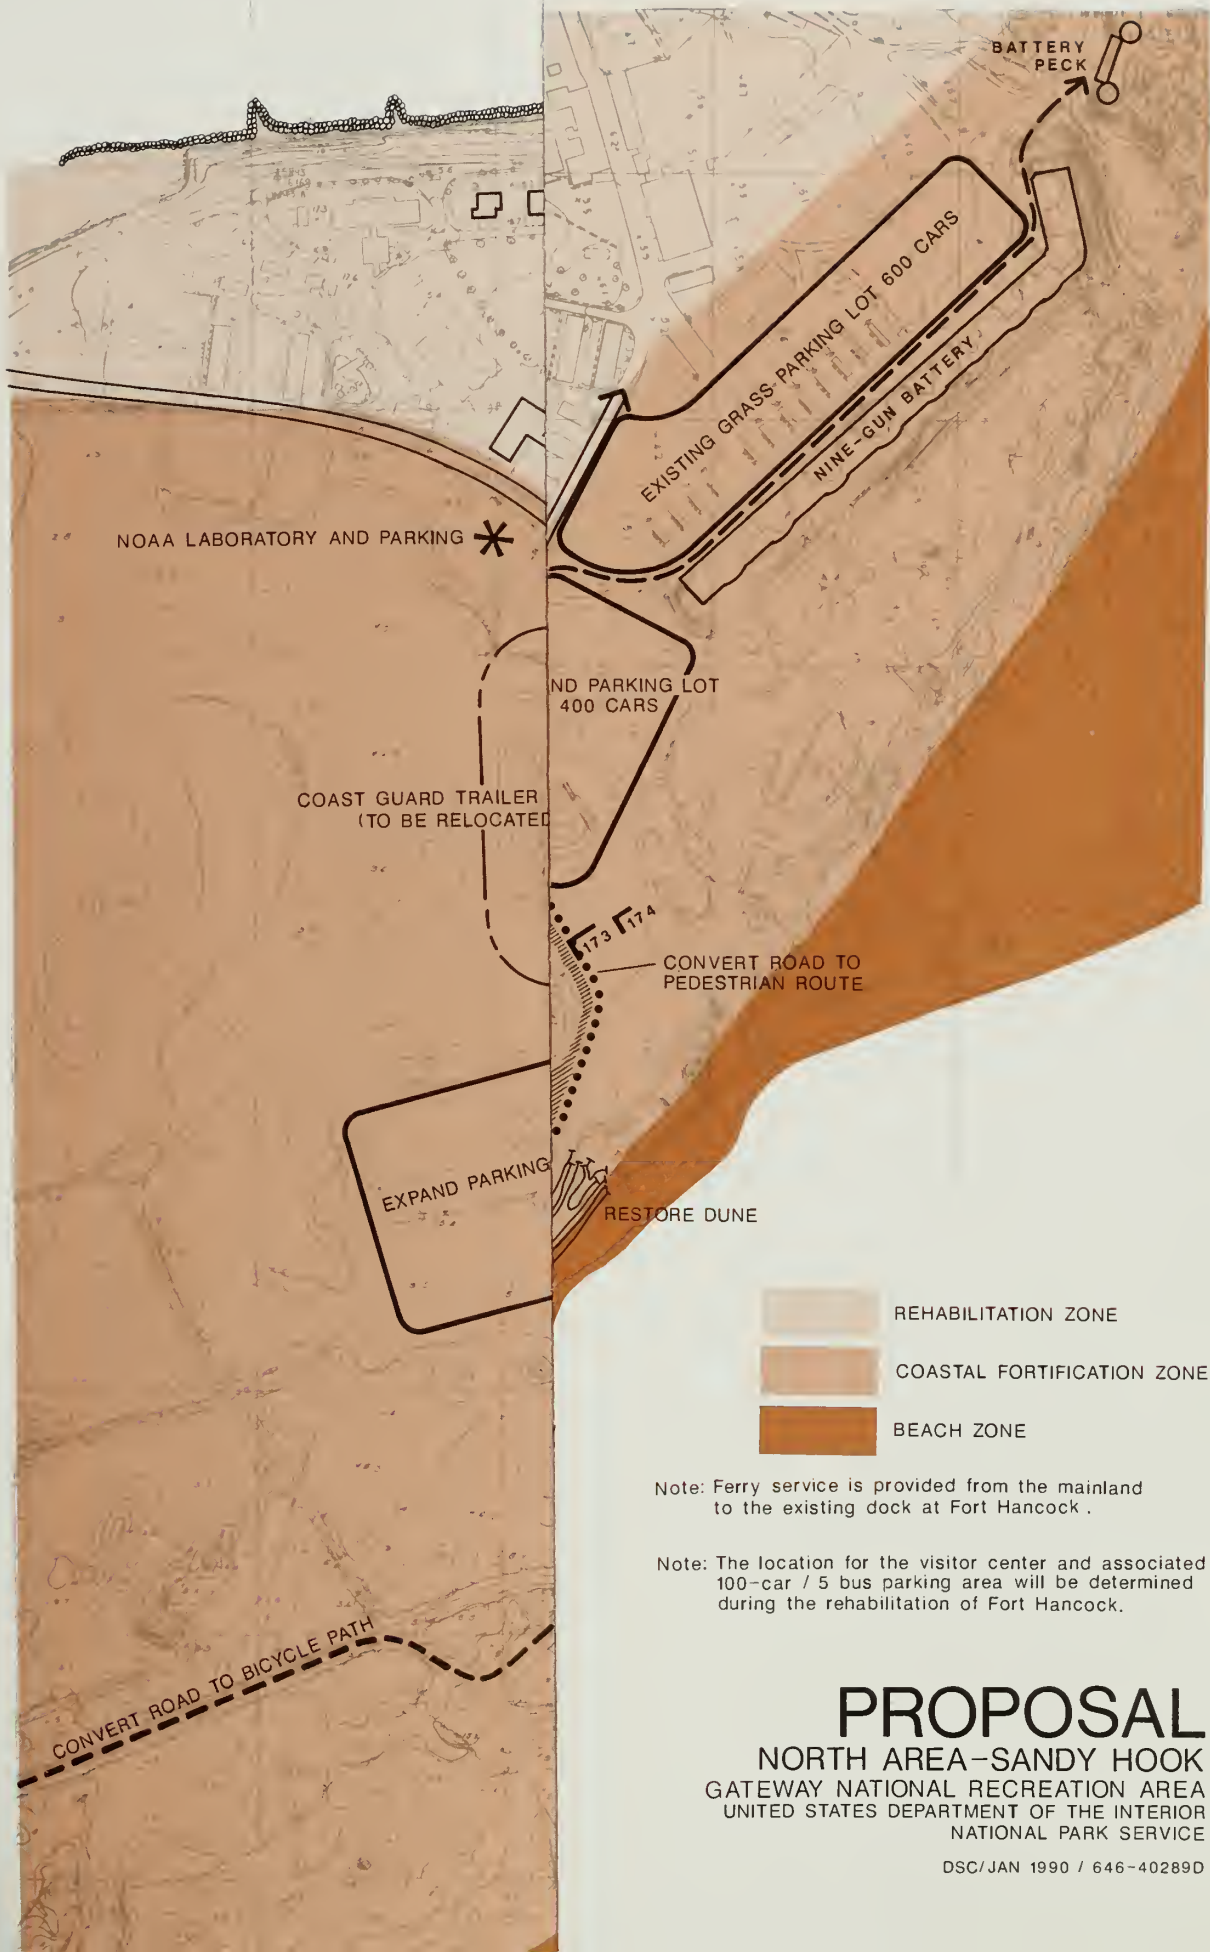 BATTERY
PECK
EXISTING GRASS PARKING LOT 600 CARS
NINE-GUN BATTERY
NOAA LABORATORY AND PARKING
ND PARKING LOT
400 CARS
COAST GUARD TRAILER
(TO BE RELOCATED
173 174
CONVERT ROAD TO
PEDESTRIAN ROUTE
EXPAND PARKING
RESTORE DUNE
REHABILITATION ZONE
COASTAL FORTIFICATION ZONE
BEACH ZONE
Note: Ferry service is provided from the mainland
to the existing dock at Fort Hancock.
Note: The location for the visitor center and associated
100-car / 5 bus parking area will be determined
during the rehabilitation of Fort Hancock.
CONVERT ROAD TO BICYCLE PATH
PROPOSAL
NORTH AREA-SANDY HOOK
GATEWAY NATIONAL RECREATION AREA
UNITED STATES DEPARTMENT OF THE INTERIOR
NATIONAL PARK SERVICE
DSC/JAN 1990 / 646-40289D